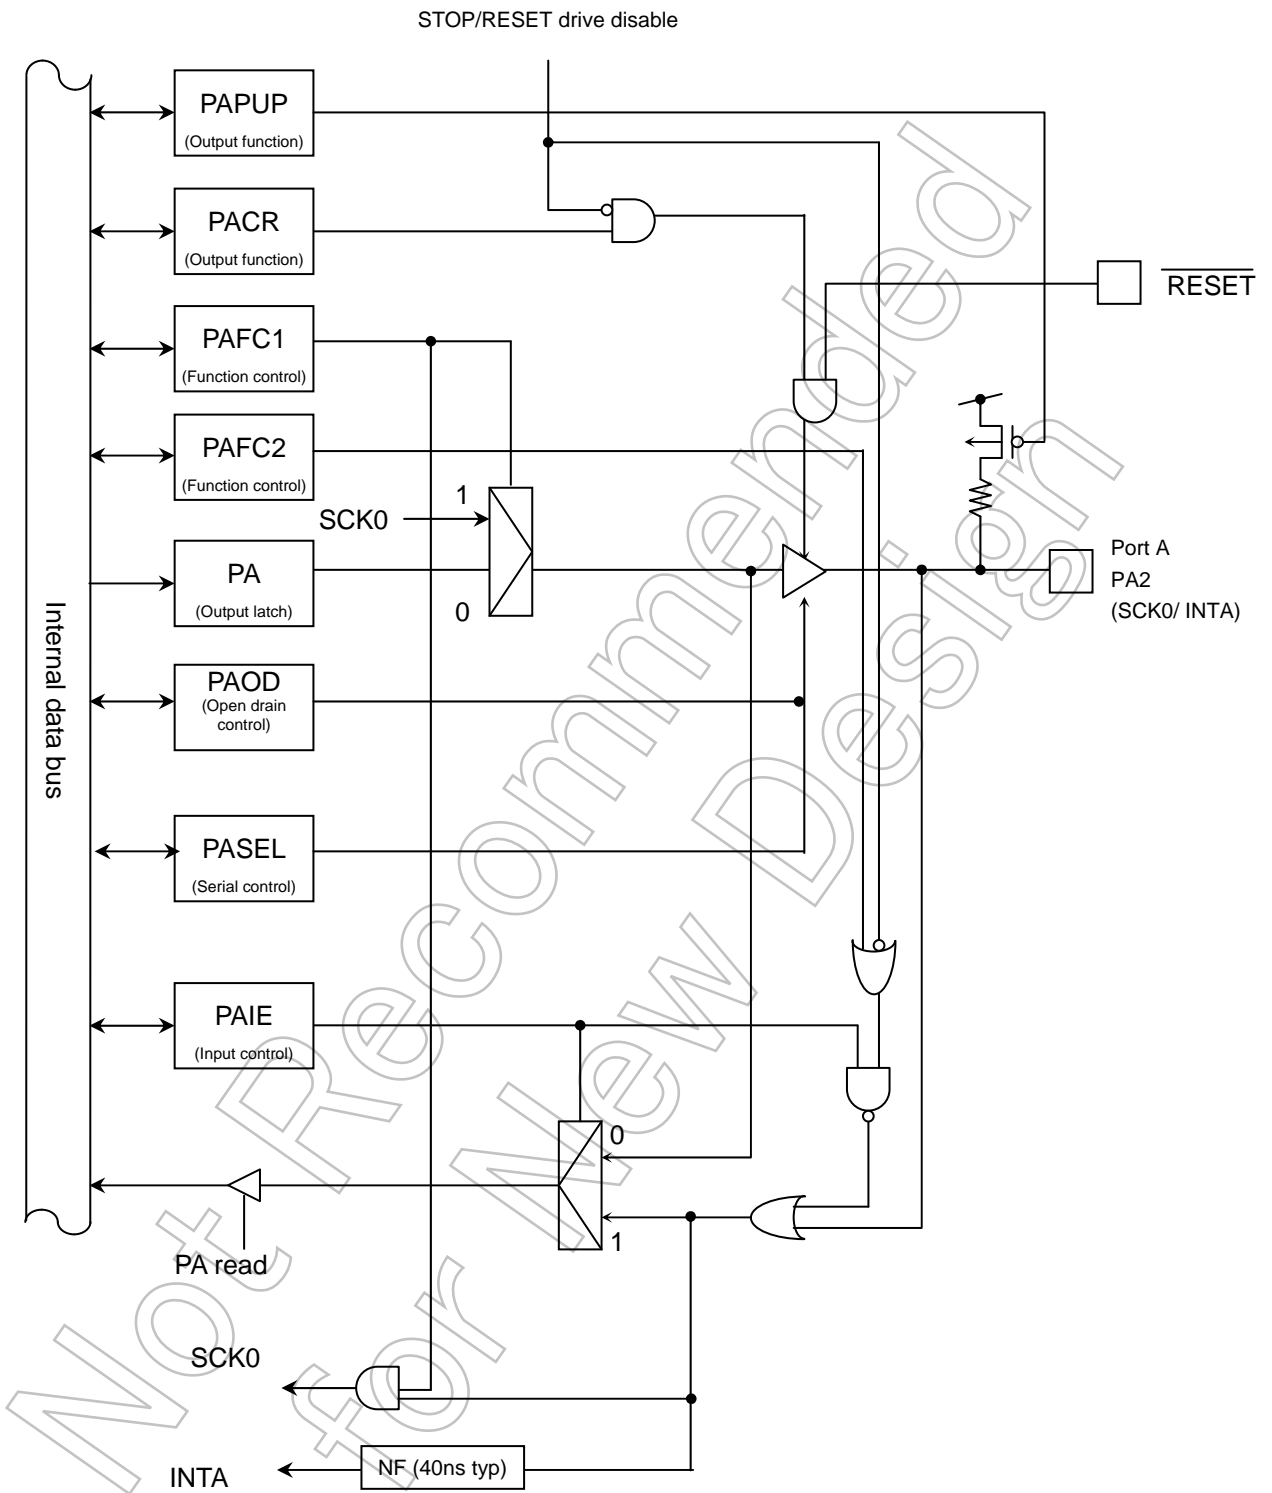 STOP/RESET drive disable
PAPUP
(Output function)
PACR
(Output function)
RESET
PAFC1
(Function control)
PAFC2
(Function control)
1
SCK0
PA
(Output latch)
0
Port A
PA2
(SCK0/ INTA)
Internal data bus
PAOD
(Open drain
control)
PASEL
(Serial control)
PAIE
(Input control)
0
1
PA read
SCK0
NF (40ns typ)
INTA
Not Recommended
for New Design